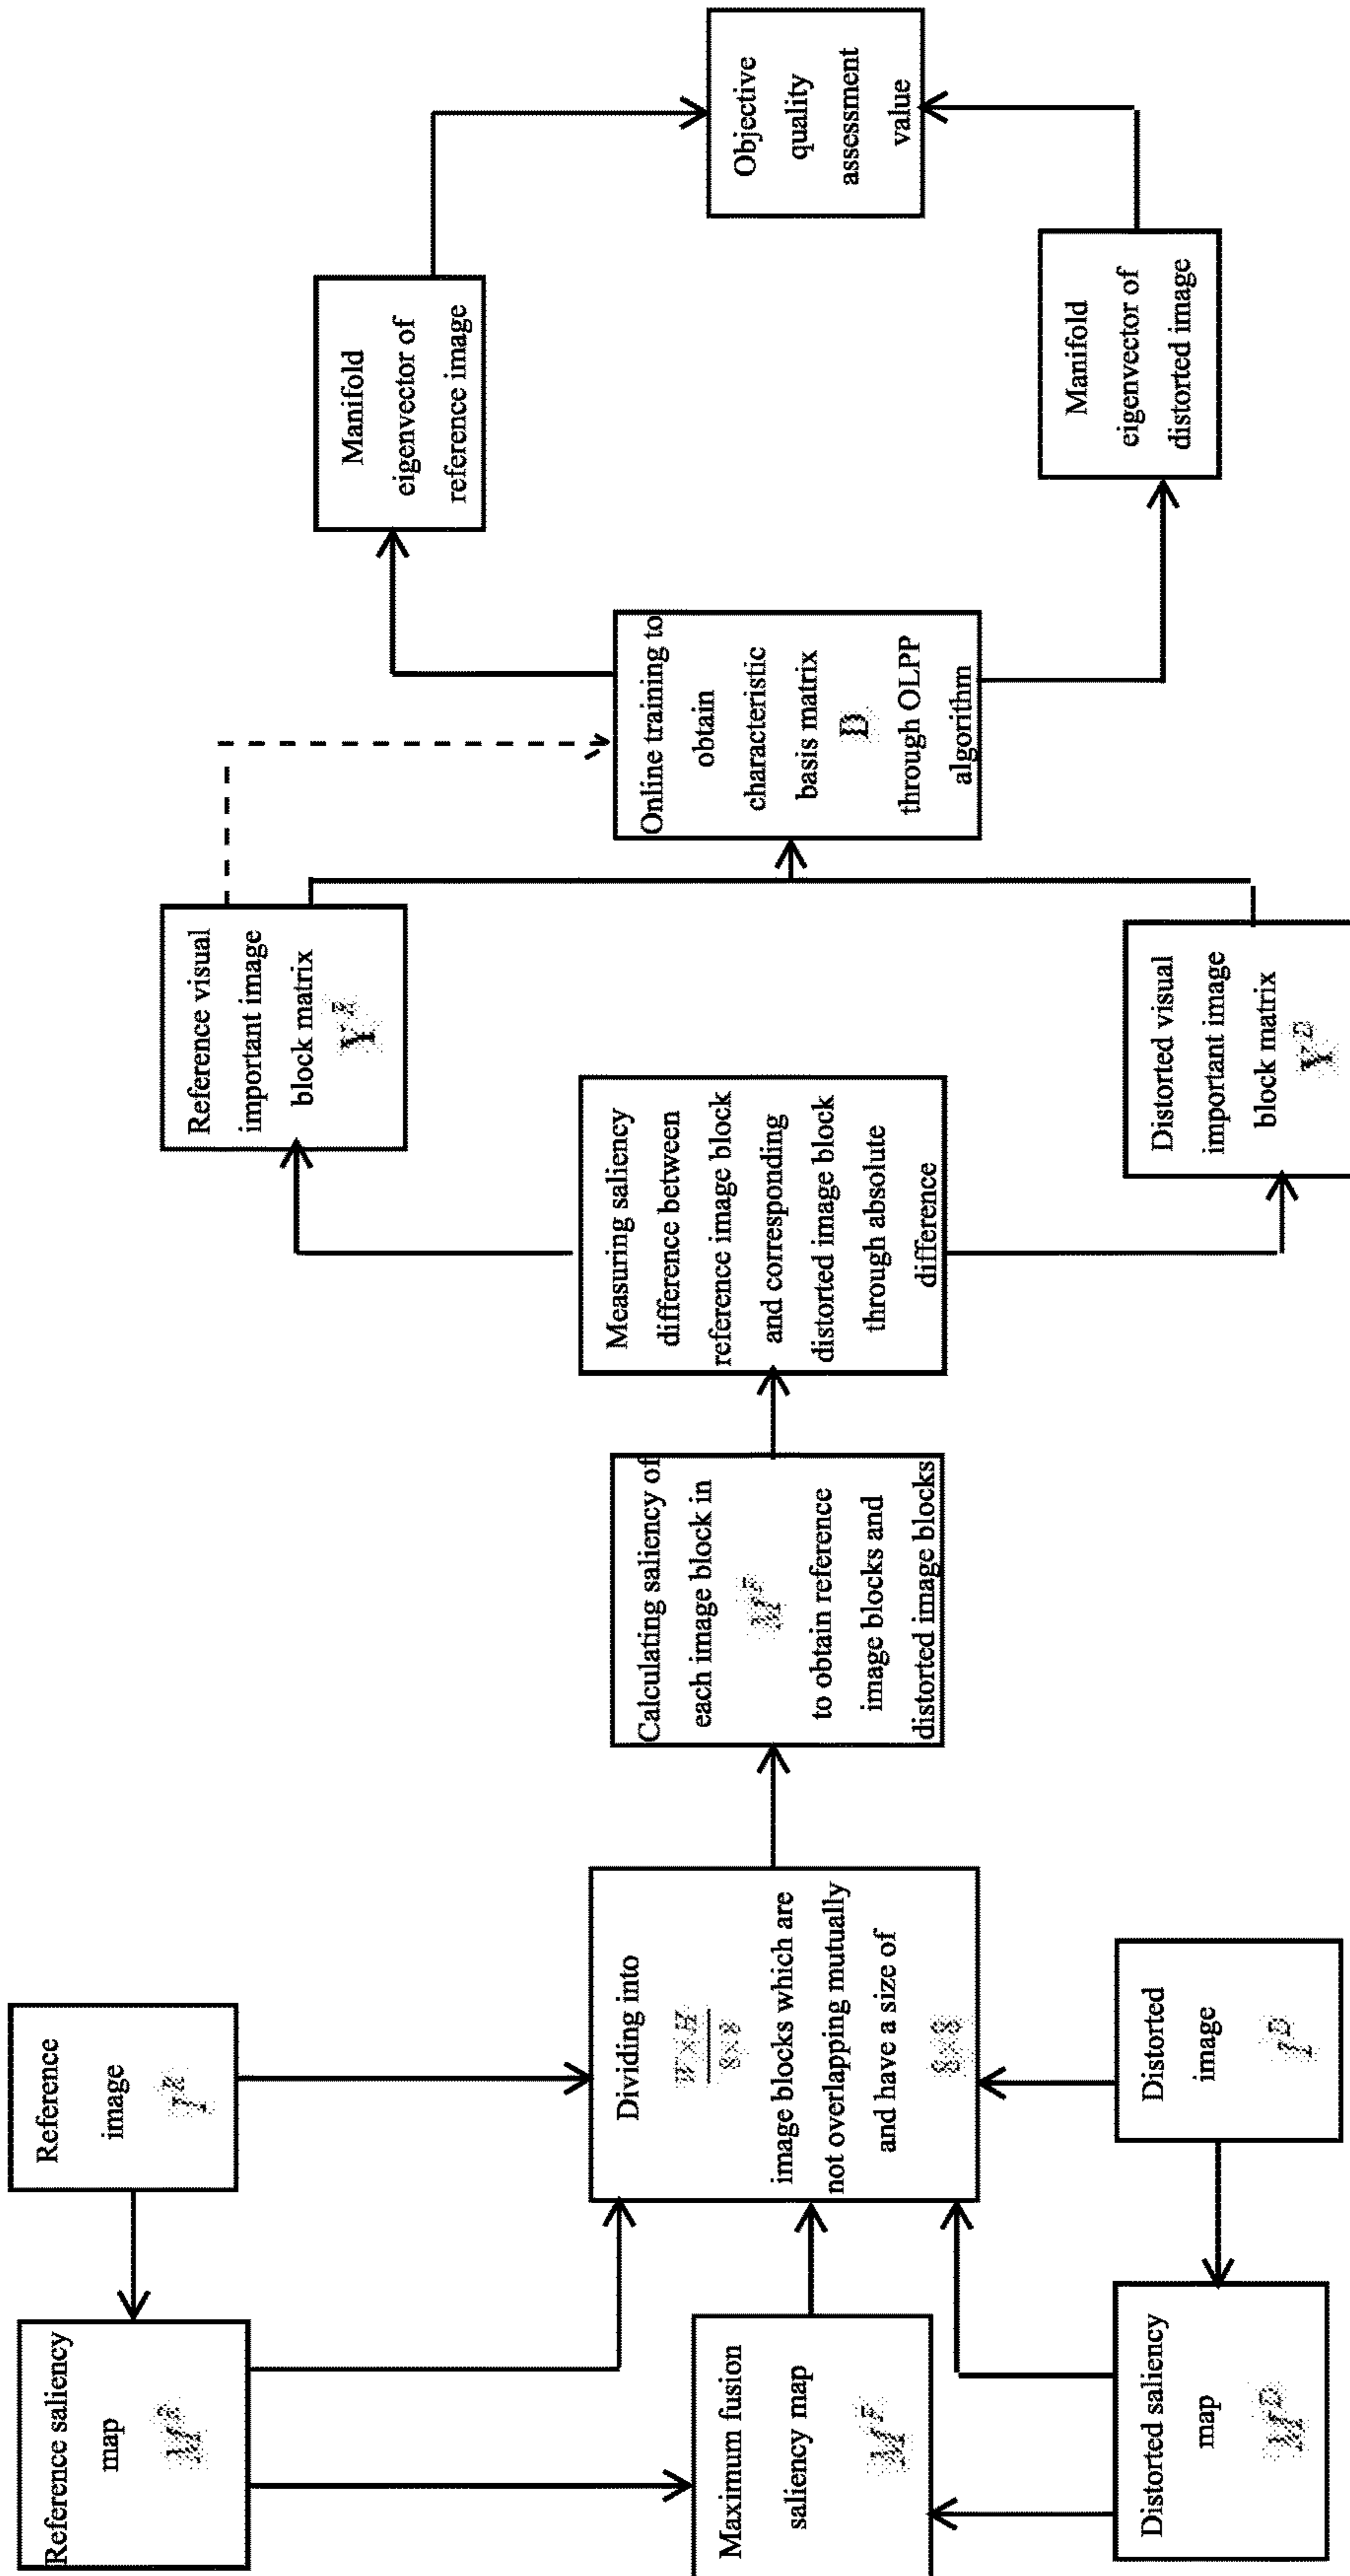 Reference saliency
map
M^R
Reference
image
I^R
Maximum fusion
saliency map
M^F
Distorted saliency
map
M^D
Distorted
image
I^D
Dividing into
W×H
8×8
image blocks which are
not overlapping mutually
and have a size of
8×8
Calculating saliency of
each image block in
M^F
to obtain reference
image blocks and
distorted image blocks
Measuring saliency
difference between
reference image block
and corresponding
distorted image block
through absolute
difference
Reference visual
important image
block matrix
Y^R
Distorted visual
important image
block matrix
Y^D
Online training to
obtain
characteristic
basis matrix
D
through OLPP
algorithm
Manifold
eigenvector of
reference image
Manifold
eigenvector of
distorted image
Objective
quality
assessment
value